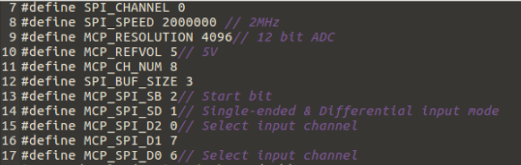 7 #define SPI_CHANNEL 0
8 #define SPI_SPEED 2000000 // 2MHz
9 #define MCP_RESOLUTION 4096// 12 bit ADC
10 #define MCP_REFVOL 5// 5V
11 #define MCP_CH_NUM 8
12 #define SPI_BUF_SIZE 3
13 #define MCP_SPI_SB 2// Start bit
14 #define MCP_SPI_SD 1// Single-ended & Differential input mode
15 #define MCP_SPI_D2 0// Select input channel
16 #define MCP_SPI_D1 7
17 #define MCP_SPI_D0 6// Select input channel